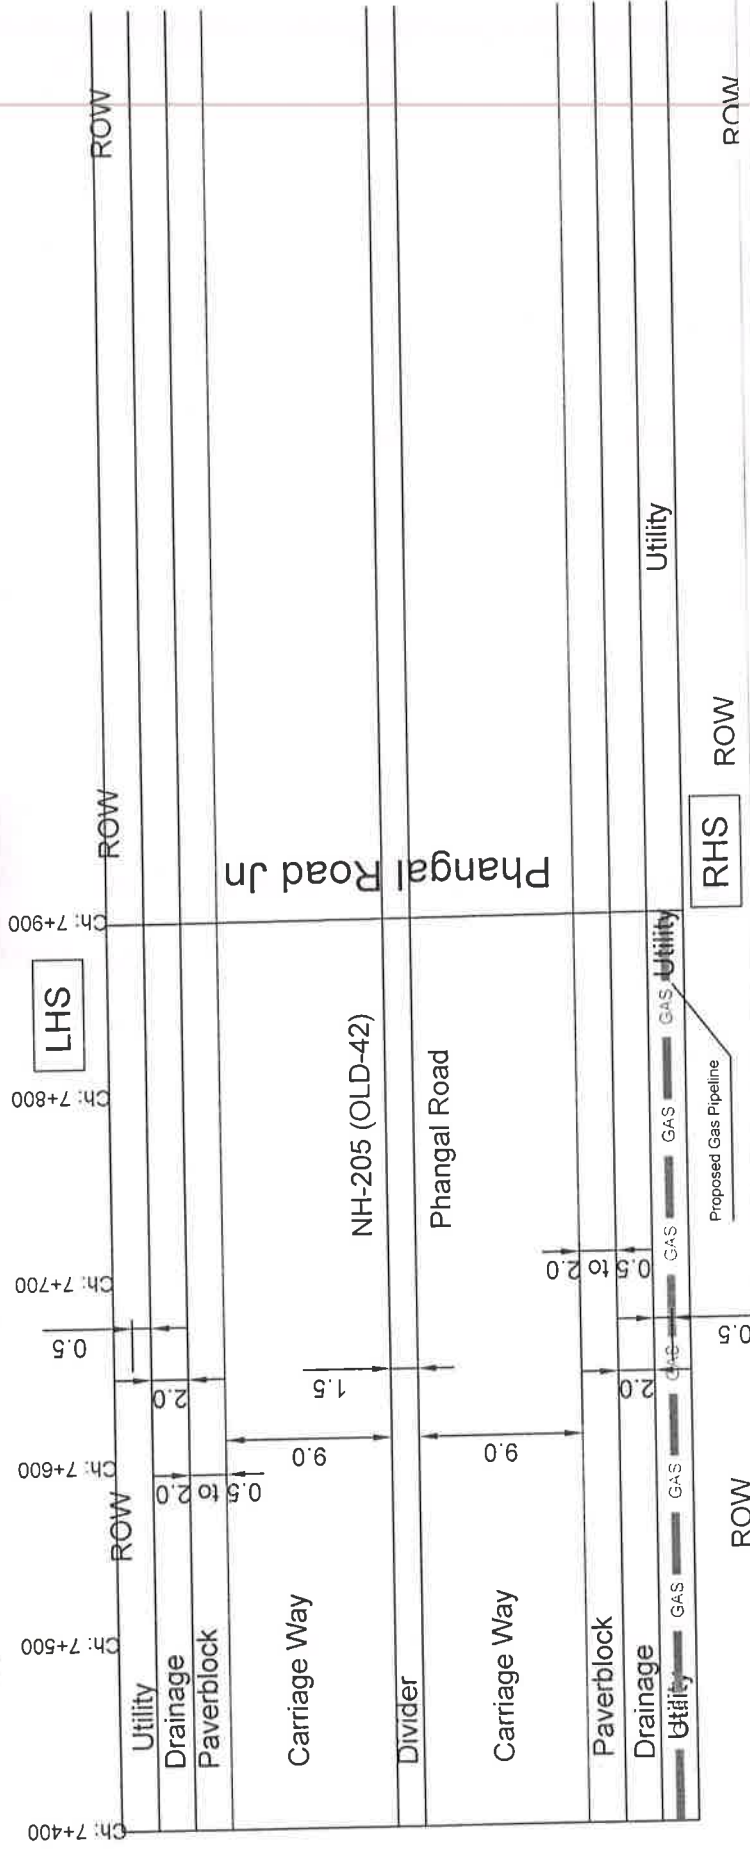 Ch: 7+400
Ch: 7+500
Ch: 7+600
Ch: 7+700
Ch: 7+800
Ch: 7+900
LHS
ROW
ROW
ROW
Utility
Drainage
Paverblock
Carriage Way
Divider
Carriage Way
Paverblock
Drainage
Utility
0.5
2.0
0.5 to 2.0
9.0
1.5
9.0
0.5 to 2.0
2.0
0.5
NH-205 (OLD-42)
Phangal Road
Phangal Road Jn
GAS
GAS
GAS
GAS
GAS
GAS
GAS
Utility
Utility
Proposed Gas Pipeline
RHS
ROW
ROW
ROW